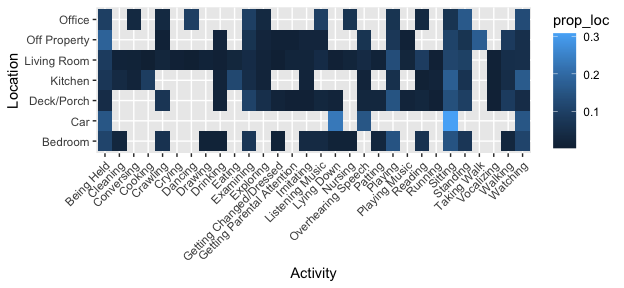 prop_loc
0.3
0.2
0.1
Location
Office
Off Property
Living Room
Kitchen
Deck/Porch
Car
Bedroom
Being Held
Cleaning
Conversing
Cooking
Crawling
Crying
Dancing
Drawing
Drinking
Eating
Examining
Exploring
Getting Changed/Dressed
Getting Parental Attention
Imitating
Listening Music
Lying Down
Nursing
Overhearing Speech
Patting
Playing
Playing Music
Reading
Running
Sitting
Standing
Taking Walk
Vocalizing
Walking
Watching
Activity